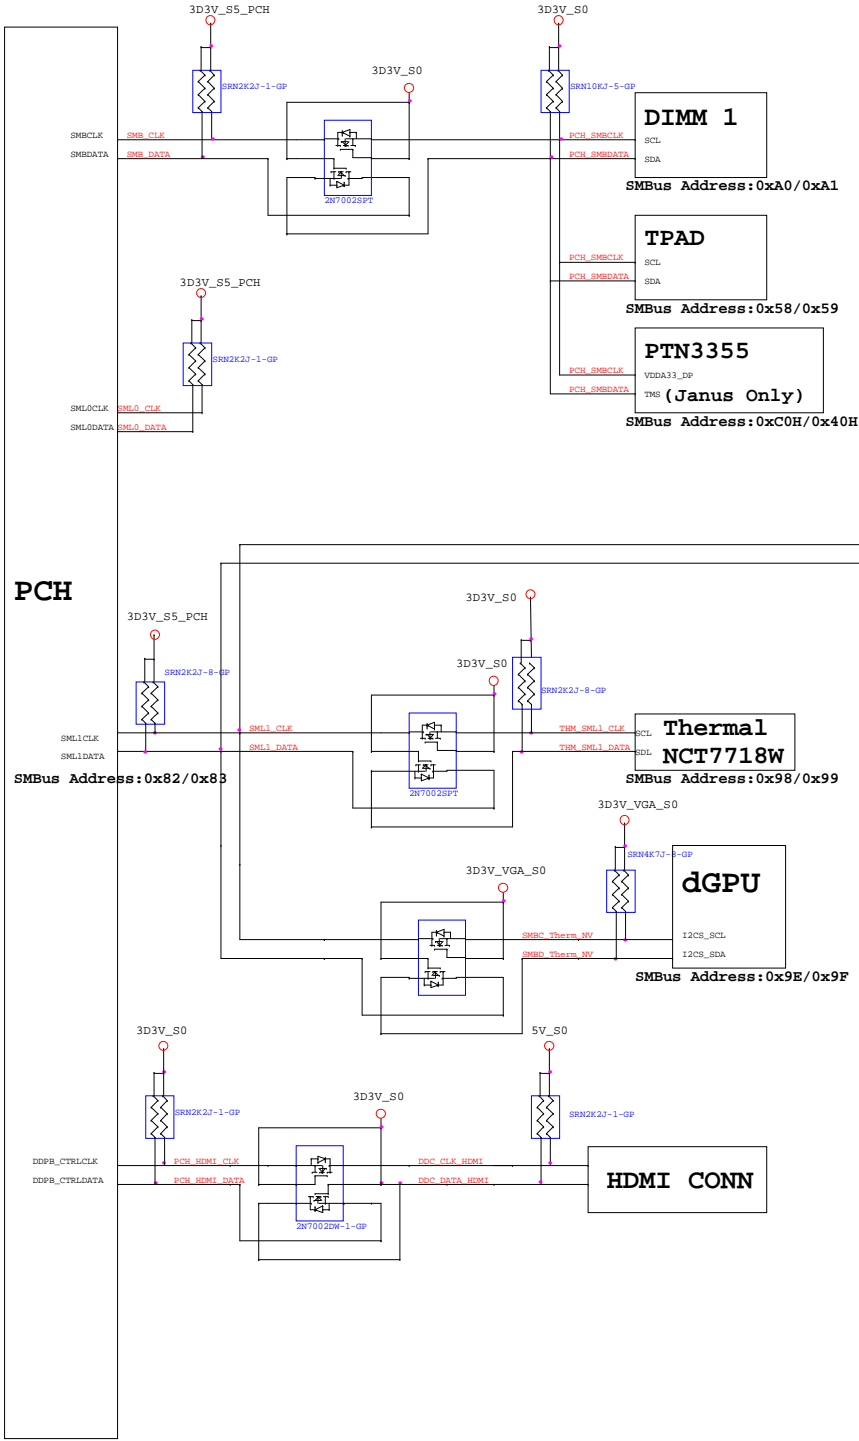 3D3V_S5_PCH
3D3V_S0
3D3V_S0
SRN2K2J-1-GP
SRN10KJ-5-GP
DIMM 1
SMBCLK
SMB_CLK
PCH_SMBCLK
SCL
SMBDATA
SMB_DATA
PCH_SMBDATA
SDA
2N7002SPT
SMBus Address:0xA0/0xA1
TPAD
PCH_SMBCLK
SCL
PCH_SMBDATA
SDA
3D3V_S5_PCH
SMBus Address:0x58/0x59
SRN2K2J-1-GP
PTN3355
PCH_SMBCLK
VDDA33_DP
PCH_SMBDATA
TMS
(Janus Only)
SML0CLK
SML0_CLK
SMBus Address:0xC0H/0x40H
SML0DATA
SML0_DATA
PCH
3D3V_S0
3D3V_S5_PCH
3D3V_S0
SRN2K2J-8-GP
SRN2K2J-8-GP
SML1CLK
SML1_CLK
THM_SML1_CLK
SCL
Thermal
SML1DATA
SML1_DATA
THM_SML1_DATA
SDL
NCT7718W
SMBus Address:0x82/0x83
SMBus Address:0x98/0x99
2N7002SPT
3D3V_VGA_S0
SRN4K7J-8-GP
3D3V_VGA_S0
dGPU
SMBC_Therm_NV
I2CS_SCL
SMBD_Therm_NV
I2CS_SDA
SMBus Address:0x9E/0x9F
3D3V_S0
5V_S0
3D3V_S0
SRN2K2J-1-GP
SRN2K2J-1-GP
DDPB_CTRLCLK
PCH_HDMI_CLK
DDC_CLK_HDMI
DDPB_CTRLDATA
PCH_HDMI_DATA
DDC_DATA_HDMI
HDMI CONN
2N7002DW-1-GP